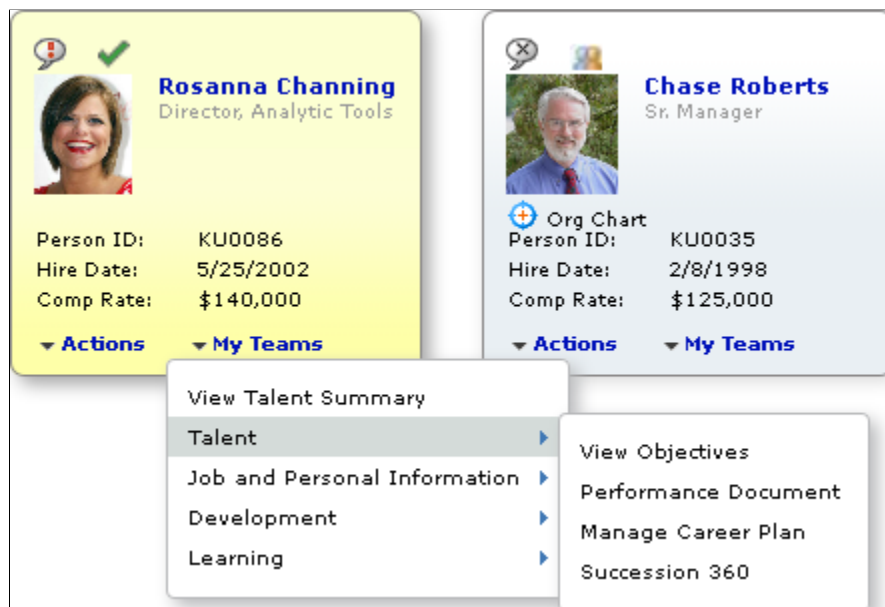 Rosanna Channing
Director, Analytic Tools
Person ID: KU0086
Hire Date: 5/25/2002
Comp Rate: $140,000
Actions My Teams
Chase Roberts
Sr. Manager
Org Chart
Person ID: KU0035
Hire Date: 2/8/1998
Comp Rate: $125,000
Actions My Teams
View Talent Summary
Talent
Job and Personal Information
Development
Learning
View Objectives
Performance Document
Manage Career Plan
Succession 360